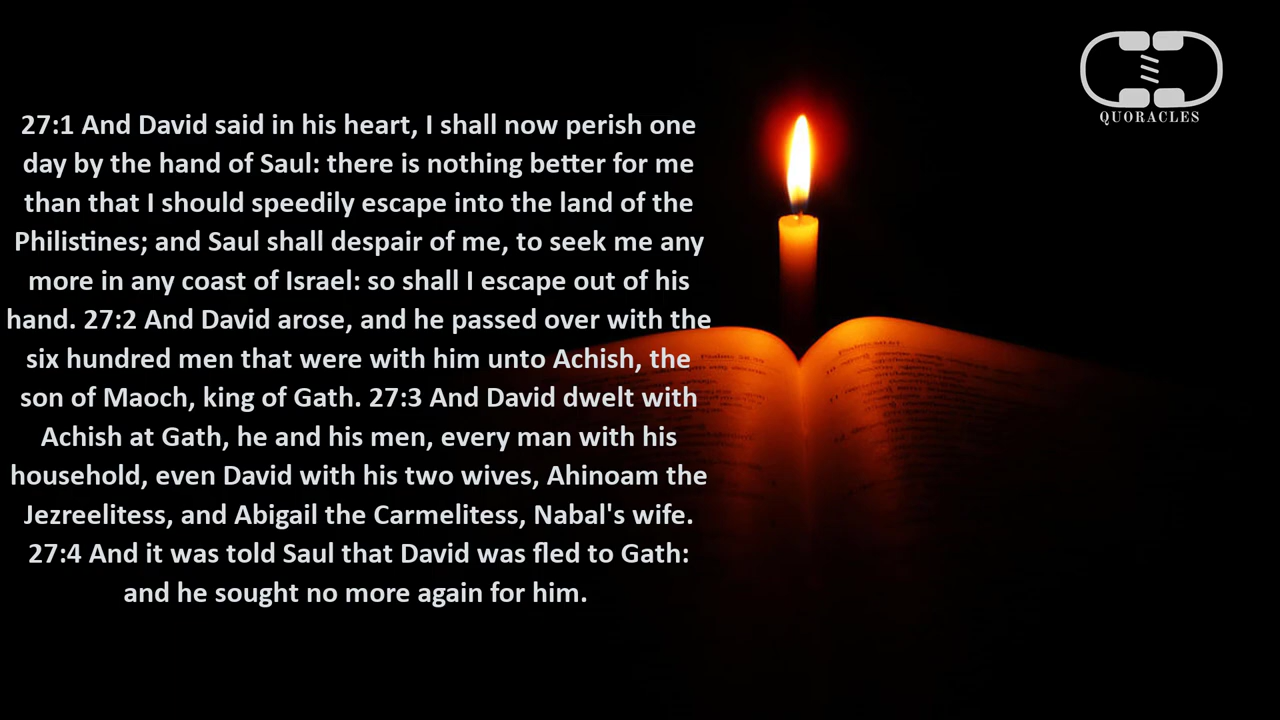 QUORACLES
27:1 And David said in his heart, I shall now perish one
day by the hand of Saul: there is nothing better for me
than that I should speedily escape into the land of the
Philistines; and Saul shall despair of me, to seek me any
more in any coast of Israel: so shall I escape out of his
hand. 27:2 And David arose, and he passed over with the
six hundred men that were with him unto Achish, the
son of Maoch, king of Gath. 27:3 And David dwelt with
Achish at Gath, he and his men, every man with his
household, even David with his two wives, Ahinoam the
Jezreelitess, and Abigail the Carmelitess, Nabal's wife.
27:4 And it was told Saul that David was fled to Gath:
and he sought no more again for him.